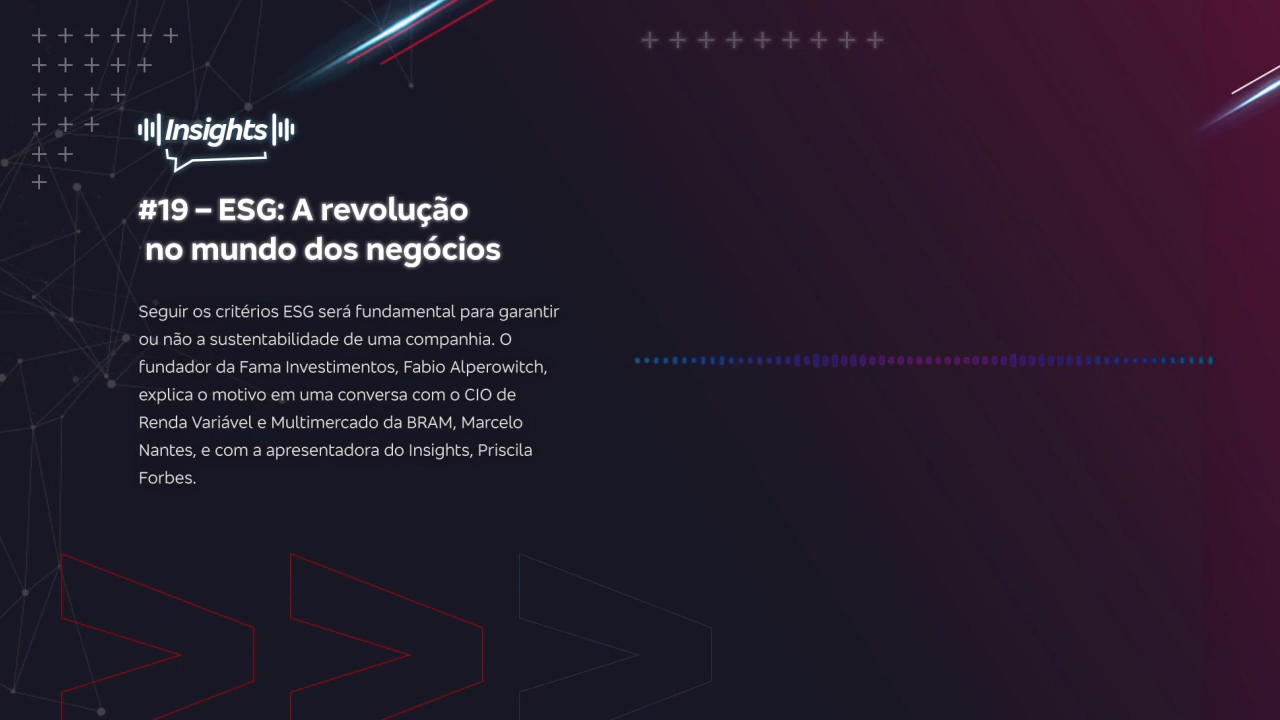 Insights
#19 – ESG: A revolução
no mundo dos negócios
Seguir os critérios ESG será fundamental para garantir
ou não a sustentabilidade de uma companhia. O
fundador da Fama Investimentos, Fabio Alperowitch,
explica o motivo em uma conversa com o CIO de
Renda Variável e Multimercado da BRAM, Marcelo
Nantes, e com a apresentadora do Insights, Priscila
Forbes.